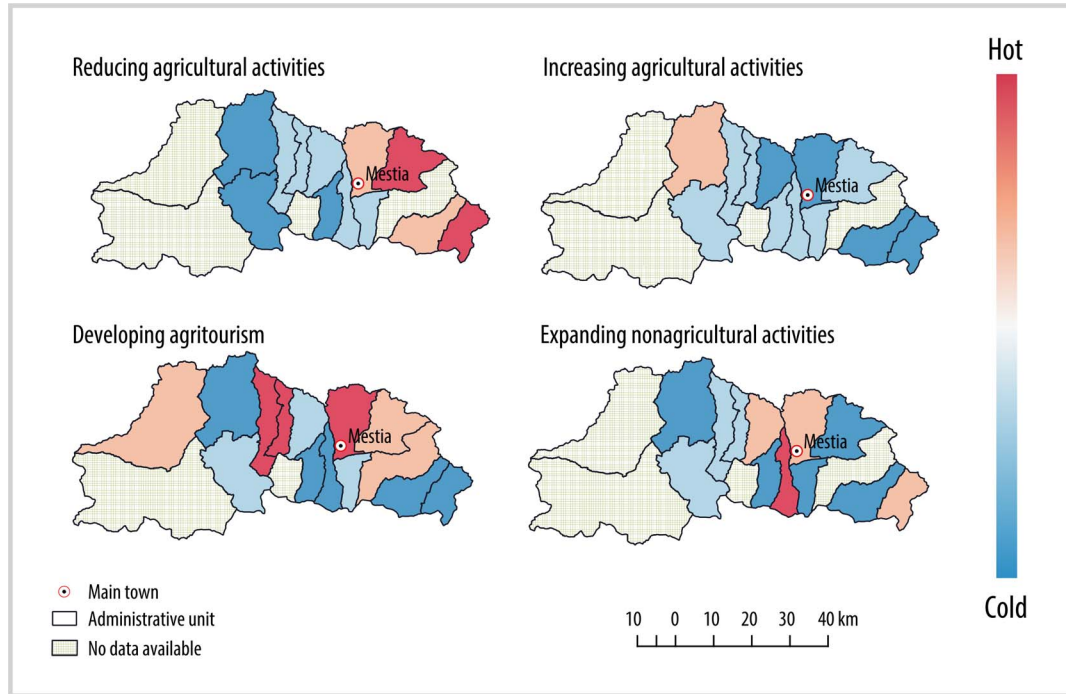 Reducing agricultural activities
Mestia
Increasing agricultural activities
Mestia
Developing agritourism
Mestia
Expanding nonagricultural activities
Mestia
Hot
Cold
Main town
Administrative unit
No data available
10 0 10 20 30 40 km